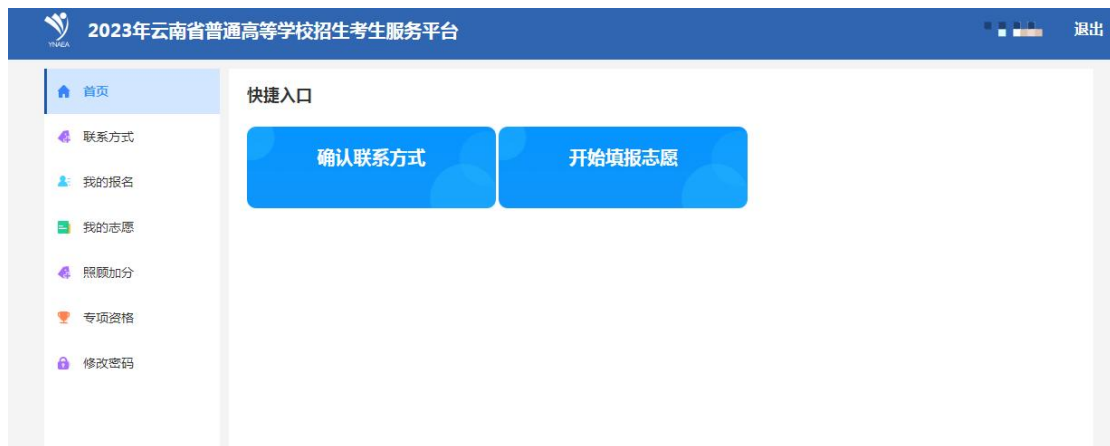 2023年云南省普通高等学校招生考生服务平台
退出
YNAEA
首页
联系方式
我的报名
我的志愿
照顾加分
专项资格
修改密码
快捷入口
确认联系方式
开始填报志愿